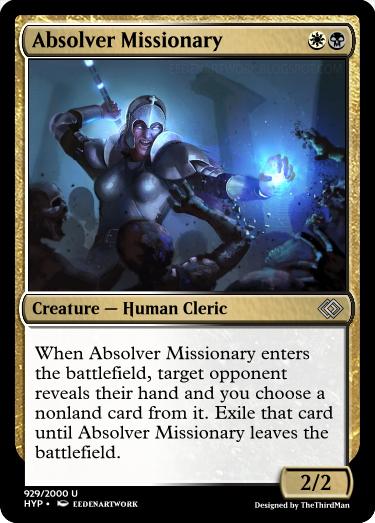 Absolver Missionary
Creature — Human Cleric
When Absolver Missionary enters
the battlefield, target opponent
reveals their hand and you choose a
nonland card from it. Exile that card
until Absolver Missionary leaves the
battlefield.
2/2
929/2000 U
HYP • EEDENARTWORK
Designed by TheThirdMan